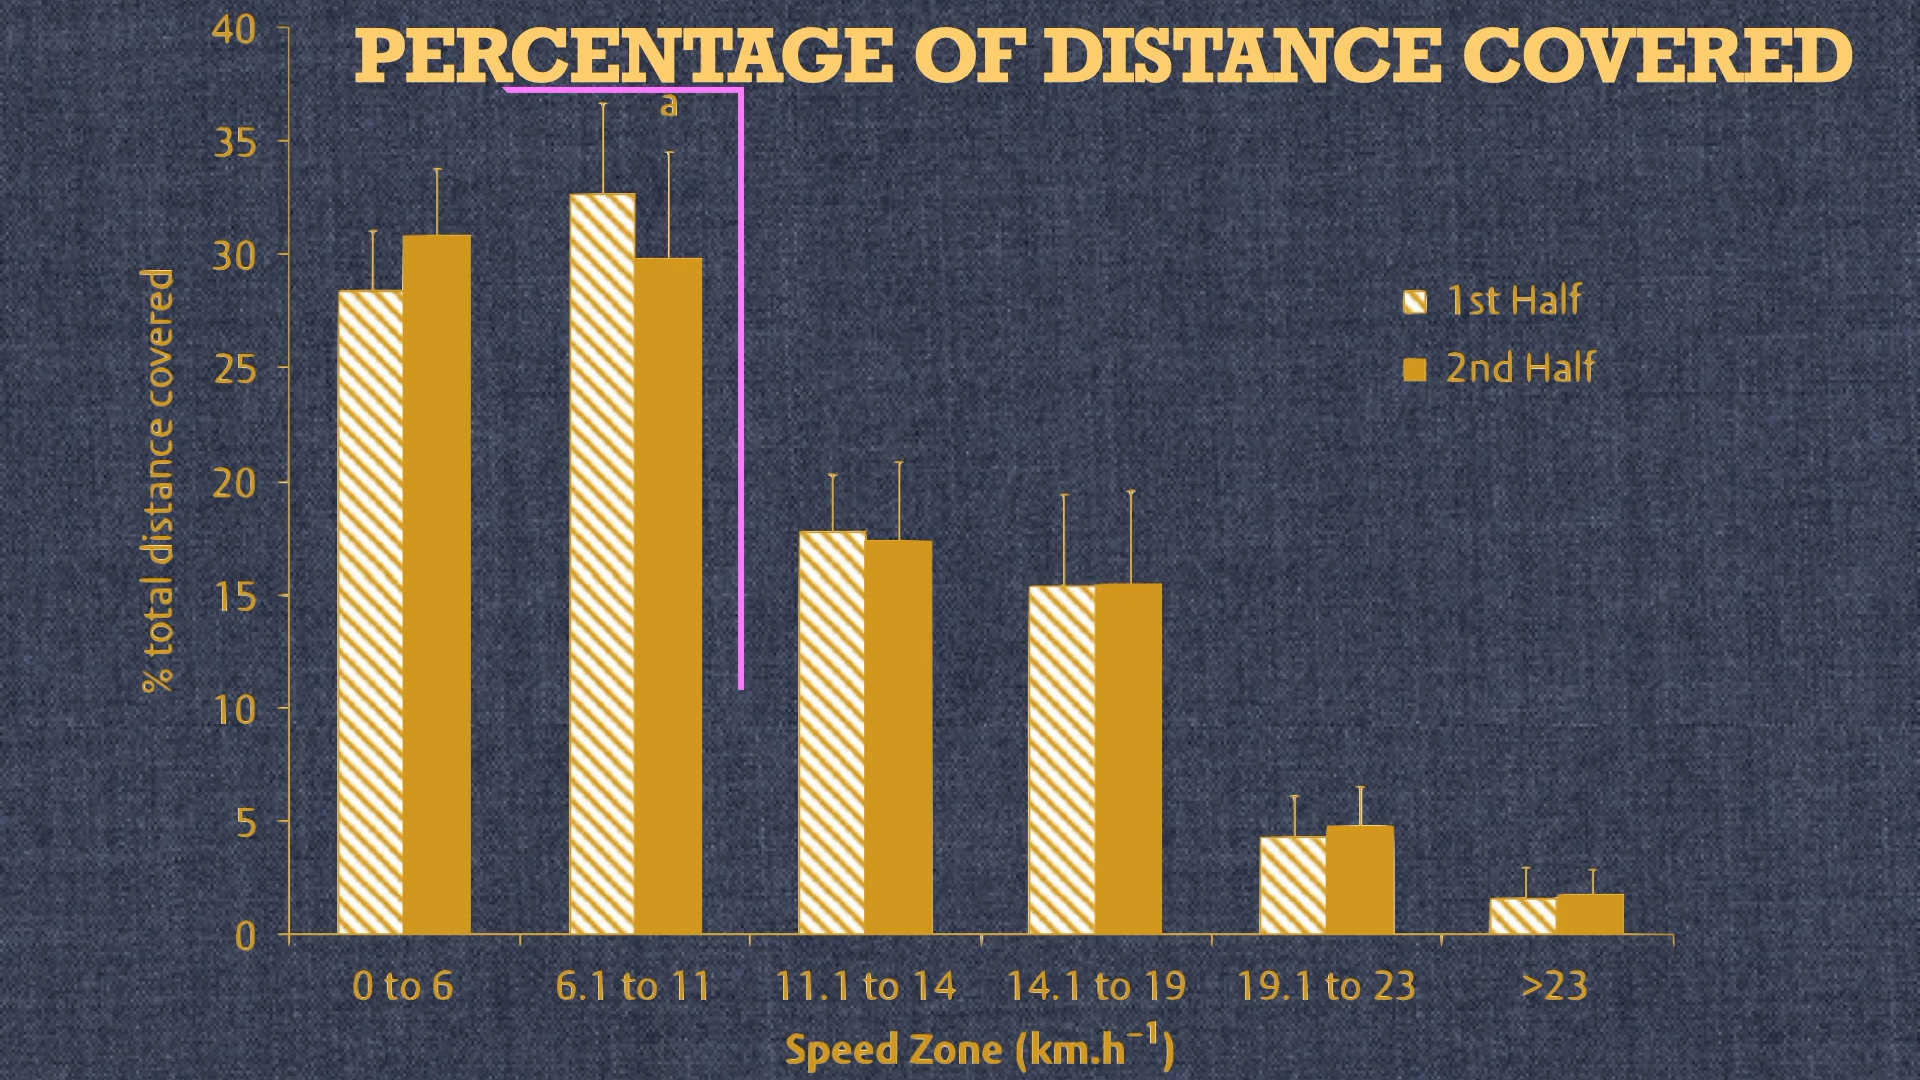 PERCENTAGE OF DISTANCE COVERED
40
35
30
25
20
15
10
5
0
% total distance covered
a
1st Half
2nd Half
0 to 6
6.1 to 11
11.1 to 14
14.1 to 19
19.1 to 23
>23
Speed Zone (km.h⁻¹)